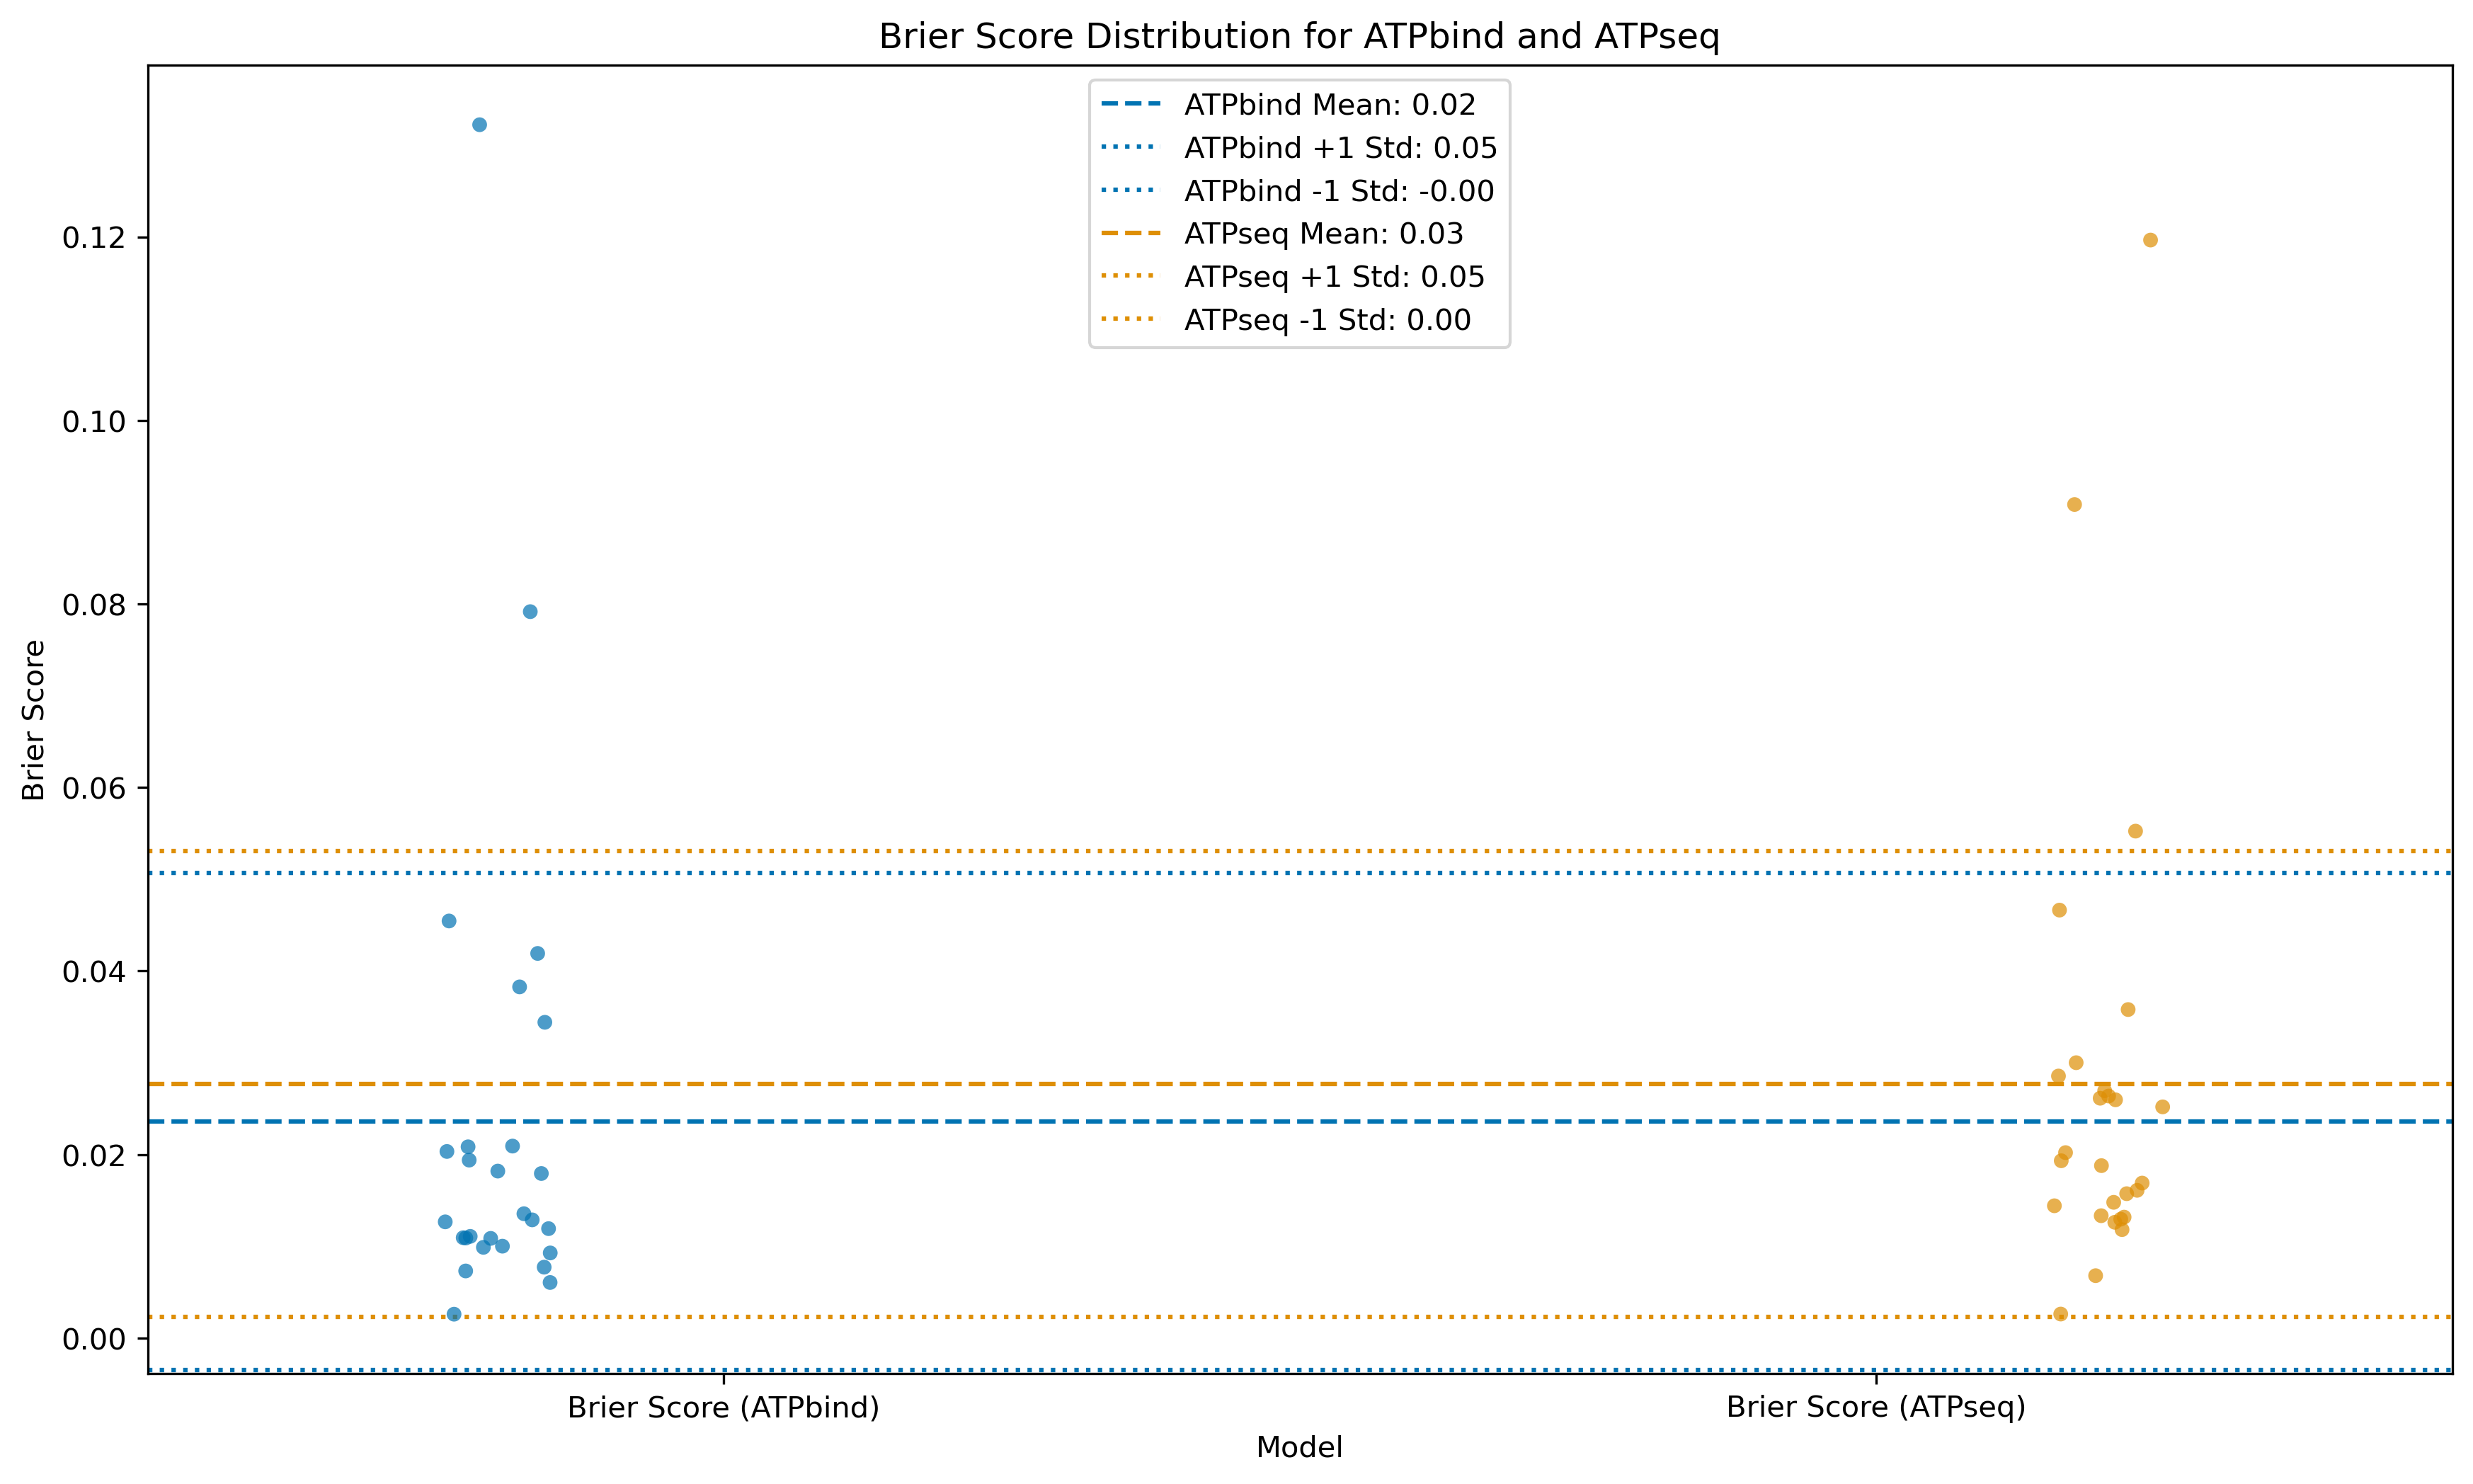 Brier Score Distribution for ATPbind and ATPseq
ATPbind Mean: 0.02
ATPbind +1 Std: 0.05
ATPbind -1 Std: -0.00
ATPseq Mean: 0.03
ATPseq +1 Std: 0.05
ATPseq -1 Std: 0.00
Brier Score
0.12
0.10
0.08
0.06
0.04
0.02
0.00
Brier Score (ATPbind)
Brier Score (ATPseq)
Model